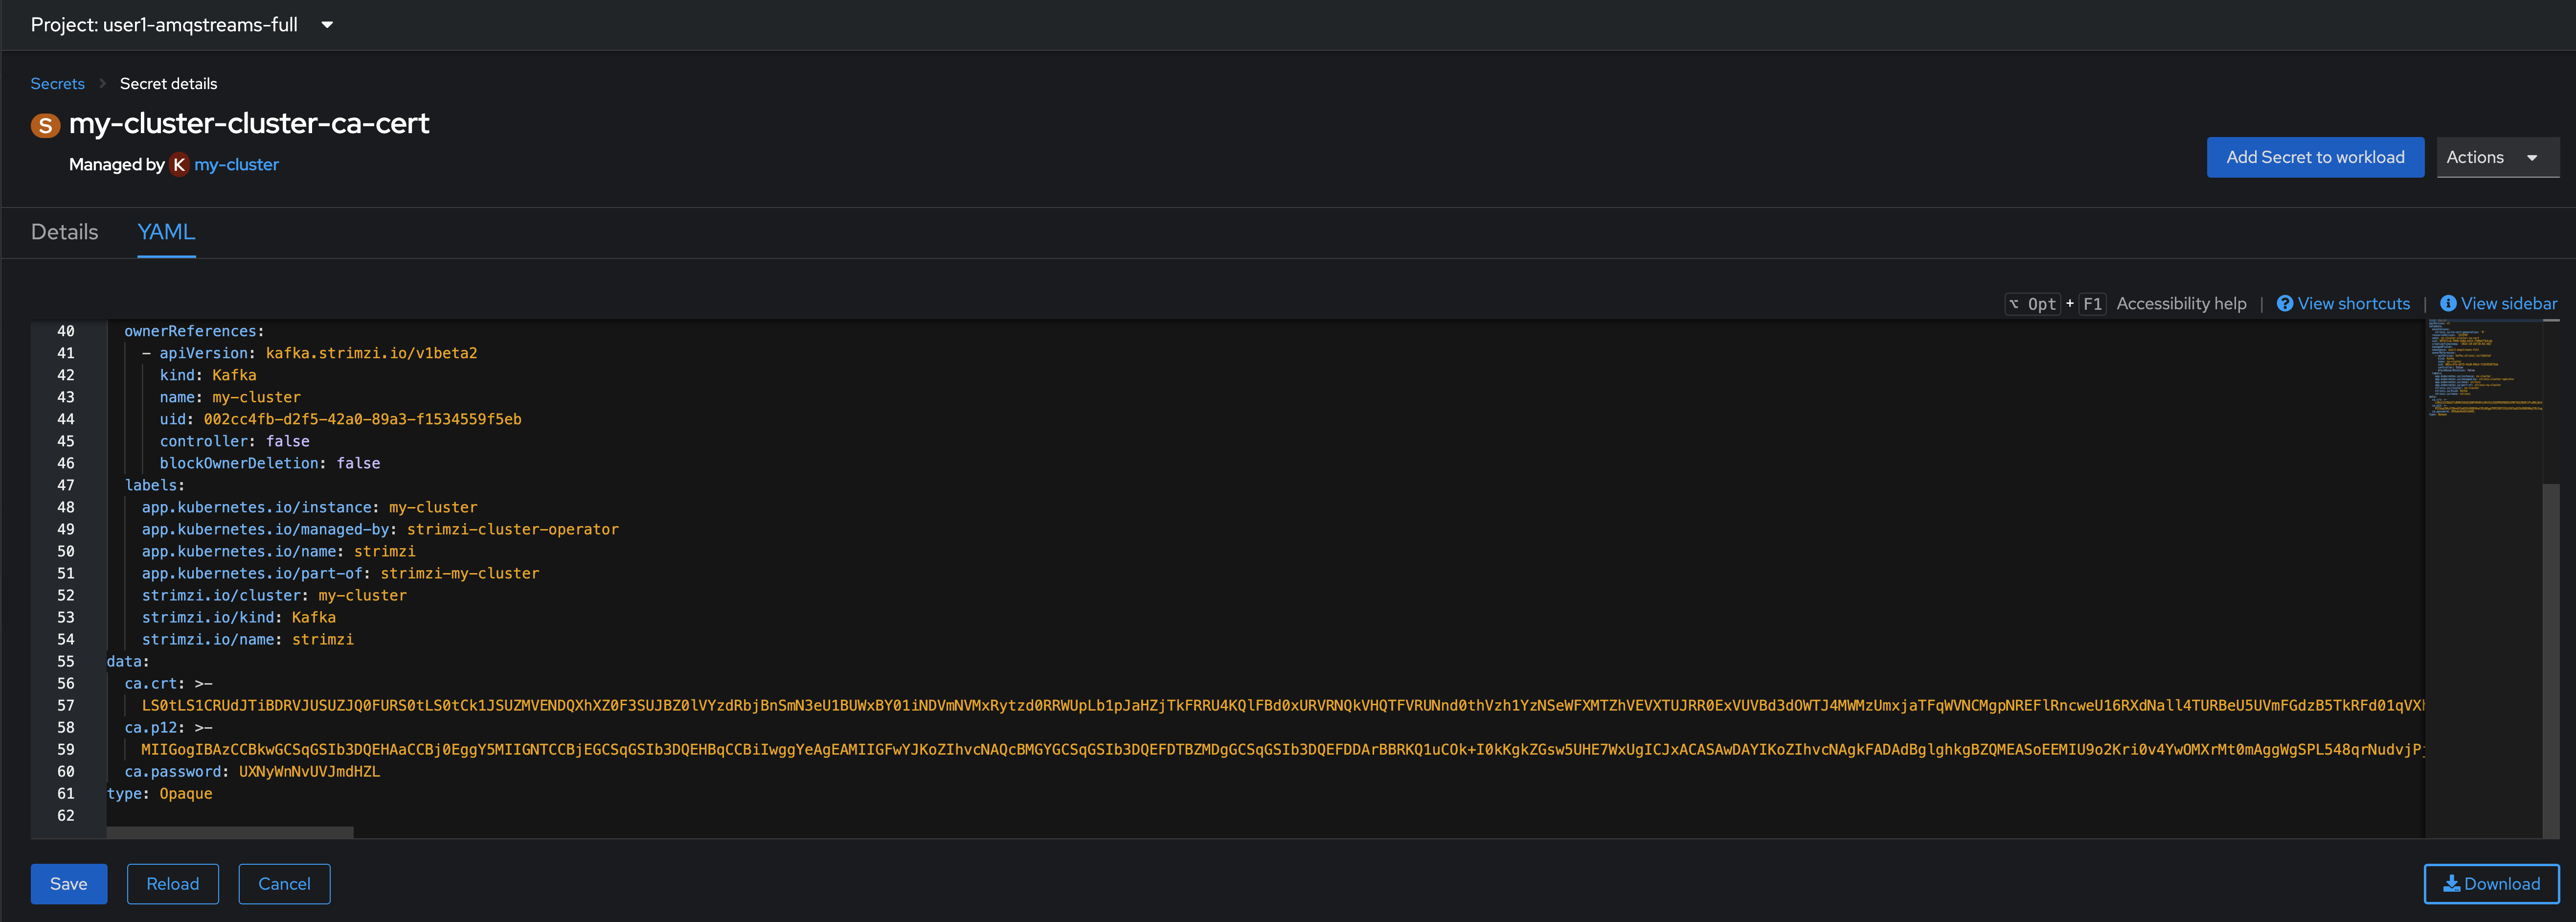 Project: user1-amqstreams-full
Secrets > Secret details
S my-cluster-cluster-ca-cert
Managed by K my-cluster
Add Secret to workload
Actions
Details YAML
⌥ Opt + F1 Accessibility help | View shortcuts | View sidebar
40 ownerReferences:
41 - apiVersion: kafka.strimzi.io/v1beta2
42 kind: Kafka
43 name: my-cluster
44 uid: 002cc4fb-d2f5-42a0-89a3-f1534559f5eb
45 controller: false
46 blockOwnerDeletion: false
47 labels:
48 app.kubernetes.io/instance: my-cluster
49 app.kubernetes.io/managed-by: strimzi-cluster-operator
50 app.kubernetes.io/name: strimzi
51 app.kubernetes.io/part-of: strimzi-my-cluster
52 strimzi.io/cluster: my-cluster
53 strimzi.io/kind: Kafka
54 strimzi.io/name: strimzi
55 data:
56 ca.crt: >-
57
58 ca.p12: >-
59
60 ca.password: UXNyWnNvUVJmdHZL
61 type: Opaque
62
Save Reload Cancel Download